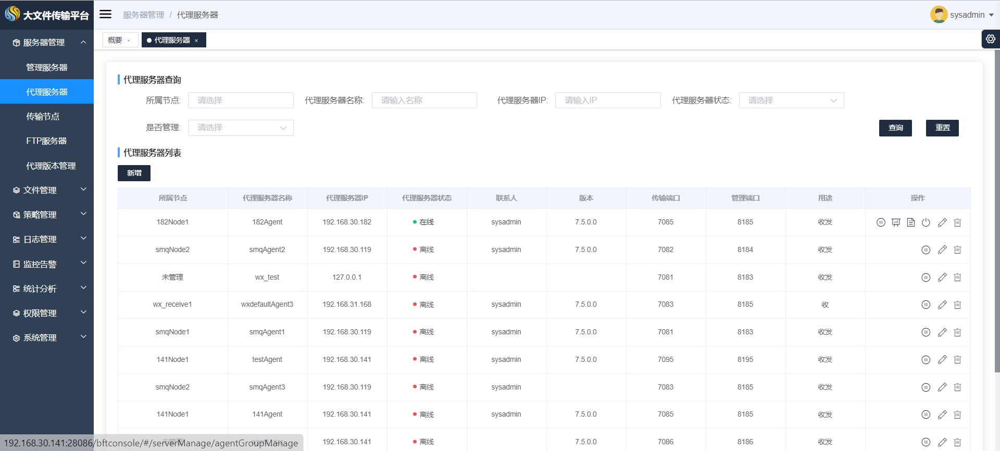 大文件传输平台
服务器管理 / 代理服务器
sysadmin
概要 ×
代理服务器 ×
服务器管理
管理服务器
代理服务器
传输节点
FTP服务器
代理版本管理
文件管理
策略管理
日志管理
监控告警
统计分析
权限管理
系统管理
代理服务器查询
所属节点: 请选择 代理服务器名称: 请输入名称 代理服务器IP: 请输入IP 代理服务器状态: 请选择
是否管理: 请选择 查询 重置
代理服务器列表
新增
所属节点 代理服务器名称 代理服务器IP 代理服务器状态 联系人 版本 传输端口 管理端口 用途 操作
182Node1 182Agent 192.168.30.182 在线 sysadmin 7.5.0.0 7085 8185 收发
smqNode2 smqAgent2 192.168.30.119 离线 sysadmin 7.5.0.0 7082 8184 收发
未管理 wx_test 127.0.0.1 离线 7081 8183 收发
wx_receive1 wxdefaultAgent3 192.168.31.168 离线 sysadmin 7.5.0.0 7083 8185 收
smqNode1 smqAgent1 192.168.30.119 离线 sysadmin 7.5.0.0 7081 8183 收发
141Node1 testAgent 192.168.30.141 离线 sysadmin 7.5.0.0 7095 8195 收发
smqNode2 smqAgent3 192.168.30.119 离线 sysadmin 7083 8185 收发
141Node1 141Agent 192.168.30.141 离线 sysadmin 7.5.0.0 7085 8185 收发
未管理 192.168.30.141 离线 7.5.0.0 7086 8186 收发
192.168.30.141:28086/bftconsole/#/serverManage/agentGroupManage